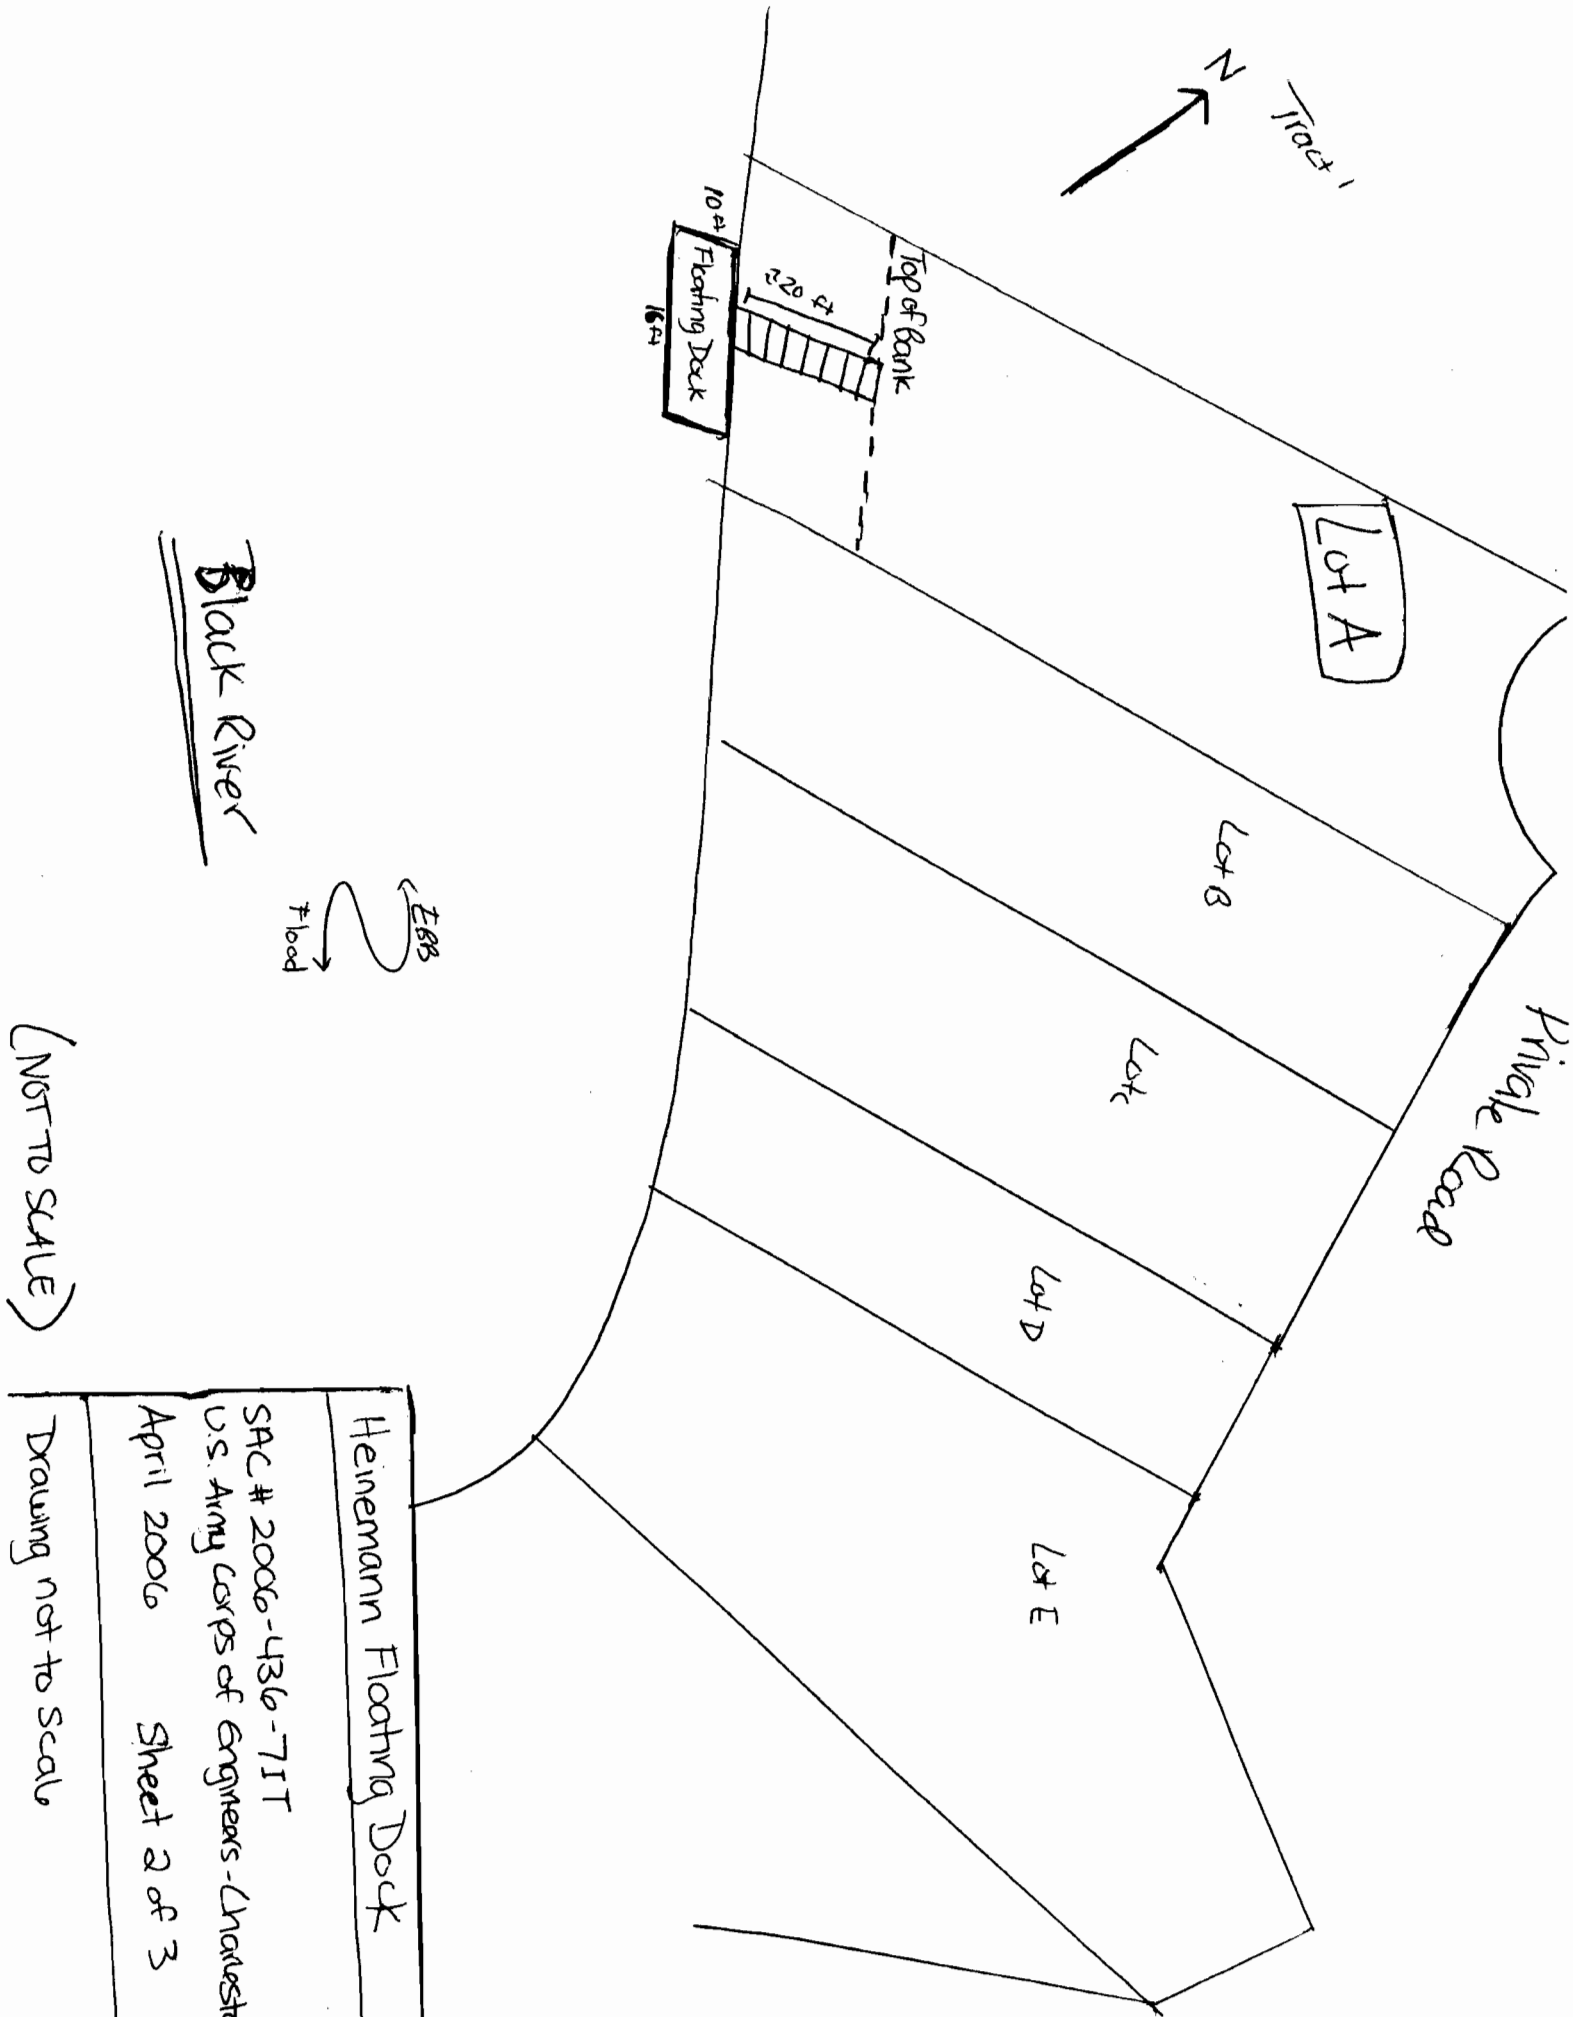 Tract 1
N
Private Road
Lot A
Lot B
Lot C
Lot D
Lot E
Top of Bank
≈20 ft
10 ft
Floating Dock
16 ft
EBB
Flood
Black River
(NOT TO SCALE)
Heinemann Floating Dock
SAC# 2006-436-7IT
U.S. Army Corps of Engineers-Charlest
April 2006 Sheet 2 of 3
Drawing not to Scale